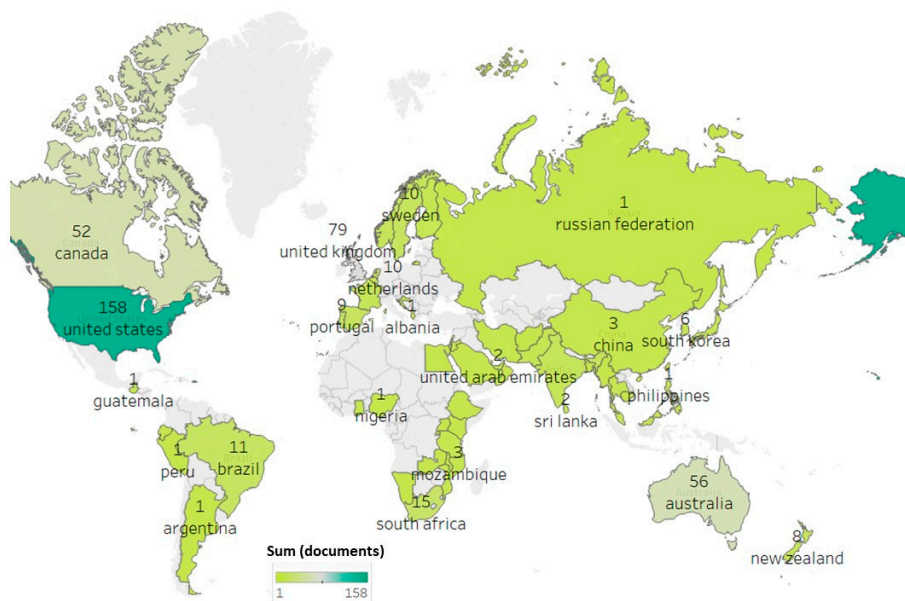 10
sweden
1
russian federation
79
united kingdom
52
canada
10
netherlands
158
united states
9
portugal
1
albania
3
china
6
south korea
2
united arab emirates
1
guatemala
1
nigeria
2
sri lanka
1
philippines
11
brazil
1
peru
3
mozambique
56
australia
1
argentina
15
south africa
8
new zealand
Sum (documents)
1 158